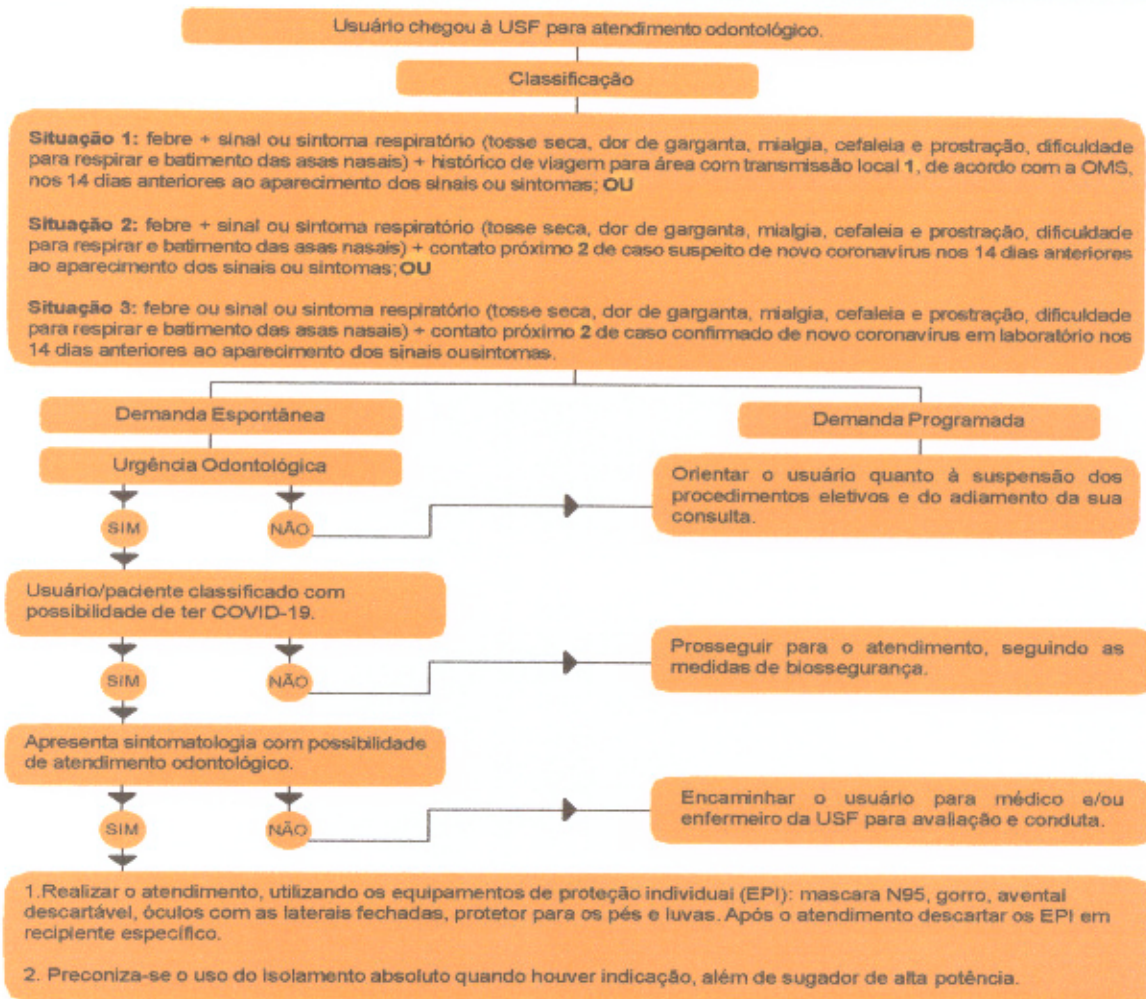 Usuário chegou à USF para atendimento odontológico.
Classificação
Situação 1: febre + sinal ou sintoma respiratório (tosse seca, dor de garganta, mialgia, cefaleia e prostração, dificuldade
para respirar e batimento das asas nasais) + histórico de viagem para área com transmissão local 1, de acordo com a OMS,
nos 14 dias anteriores ao aparecimento dos sinais ou sintomas; OU
Situação 2: febre + sinal ou sintoma respiratório (tosse seca, dor de garganta, mialgia, cefaleia e prostração, dificuldade
para respirar e batimento das asas nasais) + contato próximo 2 de caso suspeito de novo coronavírus nos 14 dias anteriores
ao aparecimento dos sinais ou sintomas;OU
Situação 3: febre ou sinal ou sintoma respiratório (tosse seca, dor de garganta, mialgia, cefaleia e prostração, dificuldade
para respirar e batimento das asas nasais) + contato próximo 2 de caso confirmado de novo coronavírus em laboratório nos
14 dias anteriores ao aparecimento dos sinais ousintomas.
Demanda Espontânea
Demanda Programada
Urgência Odontológica
Orientar o usuário quanto à suspensão dos
procedimentos eletivos e do adiamento da sua
consulta.
SIM
NÃO
Usuário/paciente classificado com
possibilidade de ter COVID-19.
Prosseguir para o atendimento, seguindo as
medidas de biossegurança.
SIM
NÃO
Apresenta sintomatologia com possibilidade
de atendimento odontológico.
Encaminhar o usuário para médico e/ou
enfermeiro da USF para avaliação e conduta.
SIM
NÃO
1.Realizar o atendimento, utilizando os equipamentos de proteção individual (EPI): mascara N95, gorro, avental
descartável, óculos com as laterais fechadas, protetor para os pés e luvas. Após o atendimento descartar os EPI em
recipiente específico.
2. Preconiza-se o uso do isolamento absoluto quando houver indicação, além de sugador de alta potência.